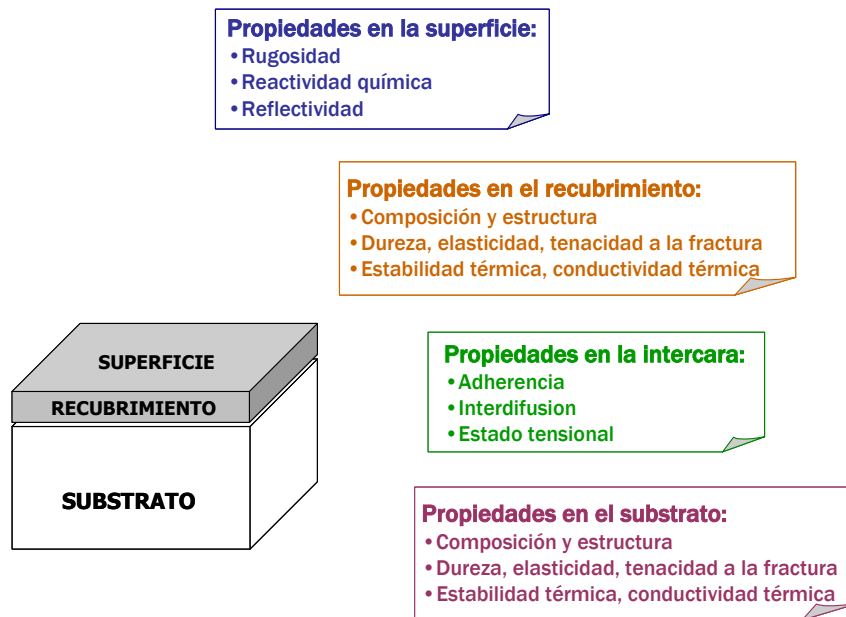 Propiedades en la superficie:
•Rugosidad
•Reactividad química
•Reflectividad
Propiedades en el recubrimiento:
•Composición y estructura
•Dureza, elasticidad, tenacidad a la fractura
•Estabilidad térmica, conductividad térmica
SUPERFICIE
RECUBRIMIENTO
SUBSTRATO
Propiedades en la intercara:
•Adherencia
•Interdifusion
•Estado tensional
Propiedades en el substrato:
•Composición y estructura
•Dureza, elasticidad, tenacidad a la fractura
•Estabilidad térmica, conductividad térmica